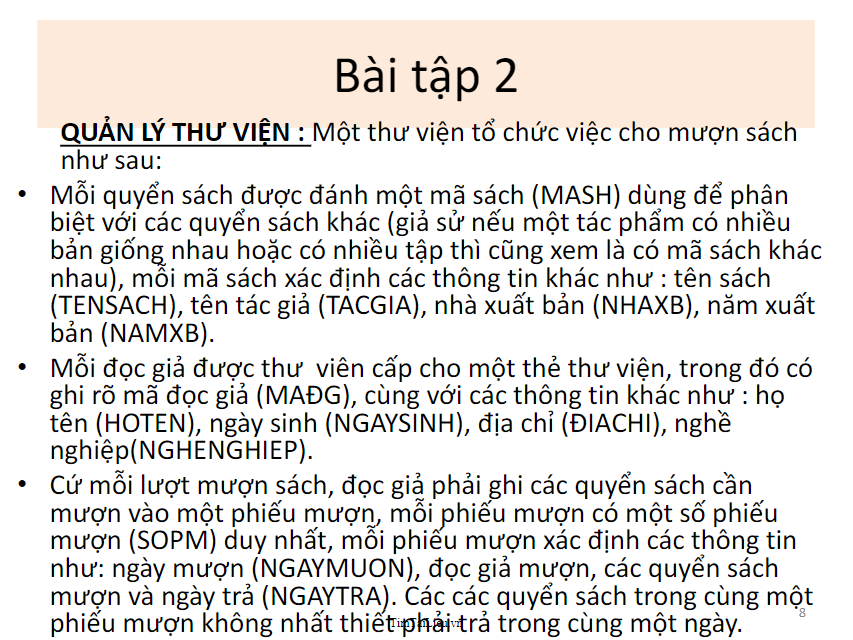 Bài tập 2
QUẢN LÝ THƯ VIỆN : Một thư viện tổ chức việc cho mượn sách
như sau:
• Mỗi quyển sách được đánh một mã sách (MASH) dùng để phân
biệt với các quyển sách khác (giả sử nếu một tác phẩm có nhiều
bản giống nhau hoặc có nhiều tập thì cũng xem là có mã sách khác
nhau), mỗi mã sách xác định các thông tin khác như : tên sách
(TENSACH), tên tác giả (TACGIA), nhà xuất bản (NHAXB), năm xuất
bản (NAMXB).
• Mỗi đọc giả được thư viên cấp cho một thẻ thư viện, trong đó có
ghi rõ mã đọc giả (MAĐG), cùng với các thông tin khác như : họ
tên (HOTEN), ngày sinh (NGAYSINH), địa chỉ (ĐIACHI), nghề
nghiệp(NGHENGHIEP).
• Cứ mỗi lượt mượn sách, đọc giả phải ghi các quyển sách cần
mượn vào một phiếu mượn, mỗi phiếu mượn có một số phiếu
mượn (SOPM) duy nhất, mỗi phiếu mượn xác định các thông tin
như: ngày mượn (NGAYMUON), đọc giả mượn, các quyển sách
mượn và ngày trả (NGAYTRA). Các các quyển sách trong cùng một
phiếu mượn không nhất thiết phải trả trong cùng một ngày.
8